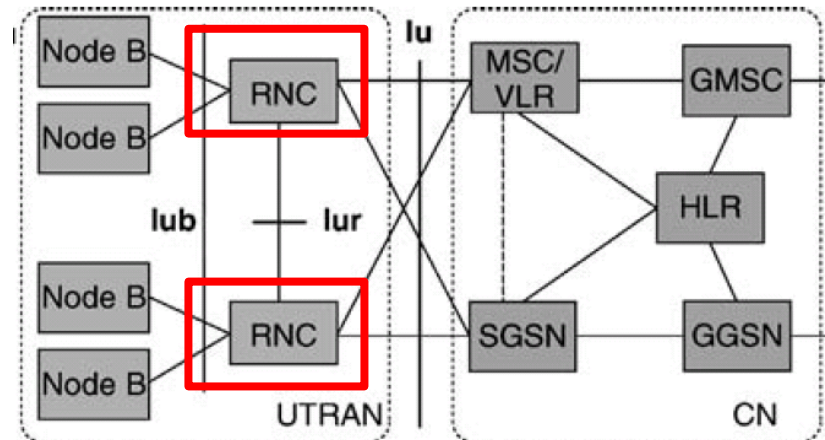 Node B
Node B
RNC
Iu
MSC/
VLR
GMSC
Iub
Iur
HLR
Node B
Node B
RNC
SGSN
GGSN
UTRAN
CN